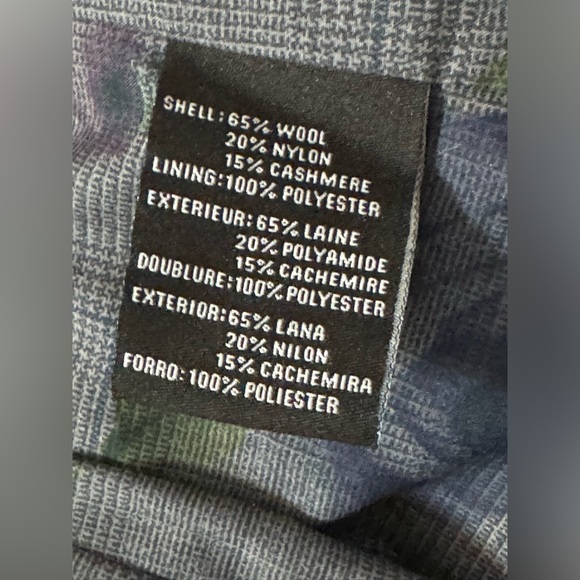 SHELL: 65% WOOL
20% NYLON
15% CASHMERE
LINING:100% POLYESTER
EXTERIEUR: 65% LAINE
20% POLYAMIDE
15% CACHEMIRE
DOUBLURE:100% POLYESTER
EXTERIOR: 65% LANA
20% NILON
15% CACHEMIRA
FORRO: 100% POLIESTER